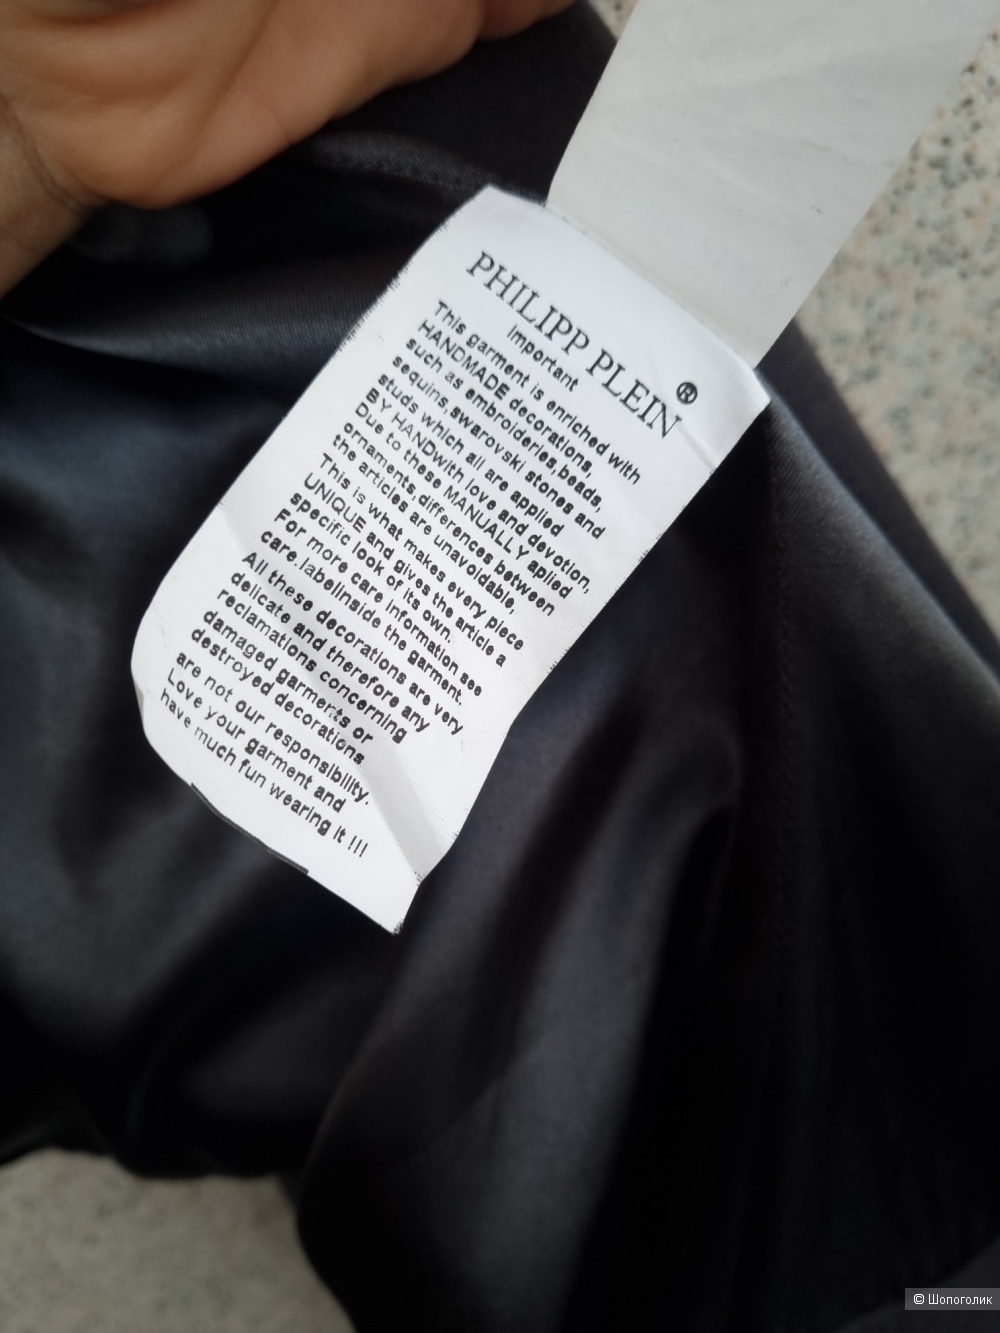 PHILIPP PLEIN®
Important
This garment is enriched with
HANDMADE decorations,
such as embroideries,beads,
sequins,swarovski stones and
studs which all are applied
BY HANDwith love and devotion,
Due to these MANUALLY aplied
ornaments,differences between
the articles are unavoidable,
This is what makes every piece
UNIQUE and gives the article a
specific look of its own.
For more care information see
care.labelinside the garment.
All these decorations are very
delicate and therefore any
reclamations concerning
damaged garments or
destroyed decorations
are not our responsibility.
Love your garment and
have much fun wearing it !!!
© Шопоголик